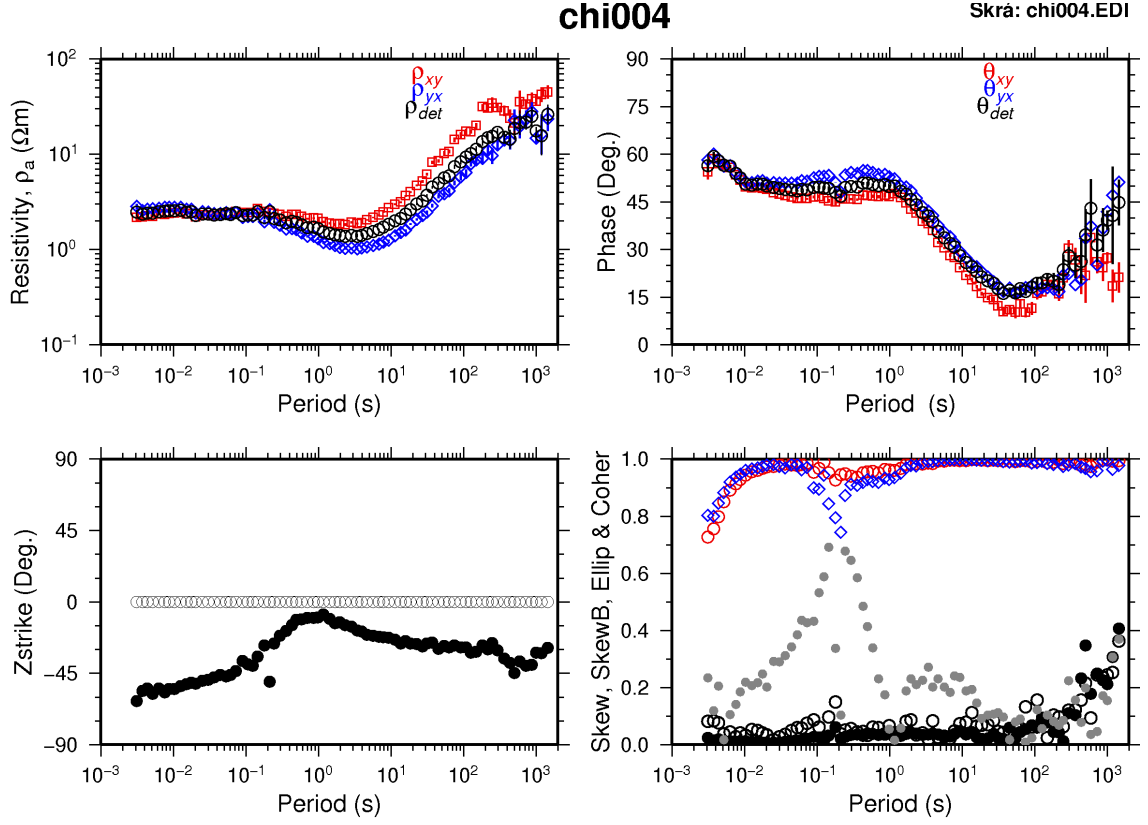 chi004
Skrá: chi004.EDI
Resistivity, ρa (Ωm)
10² 10¹ 10⁰ 10⁻¹
ρxy
ρyx
ρdet
10⁻³ 10⁻² 10⁻¹ 10⁰ 10¹ 10² 10³
Period (s)
Phase (Deg.)
90 75 60 45 30 15 0
θxy
θyx
θdet
10⁻³ 10⁻² 10⁻¹ 10⁰ 10¹ 10² 10³
Period (s)
Zstrike (Deg.)
90 45 0 −45 −90
10⁻³ 10⁻² 10⁻¹ 10⁰ 10¹ 10² 10³
Period (s)
Skew, SkewB, Ellip & Coher
1.0 0.8 0.6 0.4 0.2 0.0
10⁻³ 10⁻² 10⁻¹ 10⁰ 10¹ 10² 10³
Period (s)